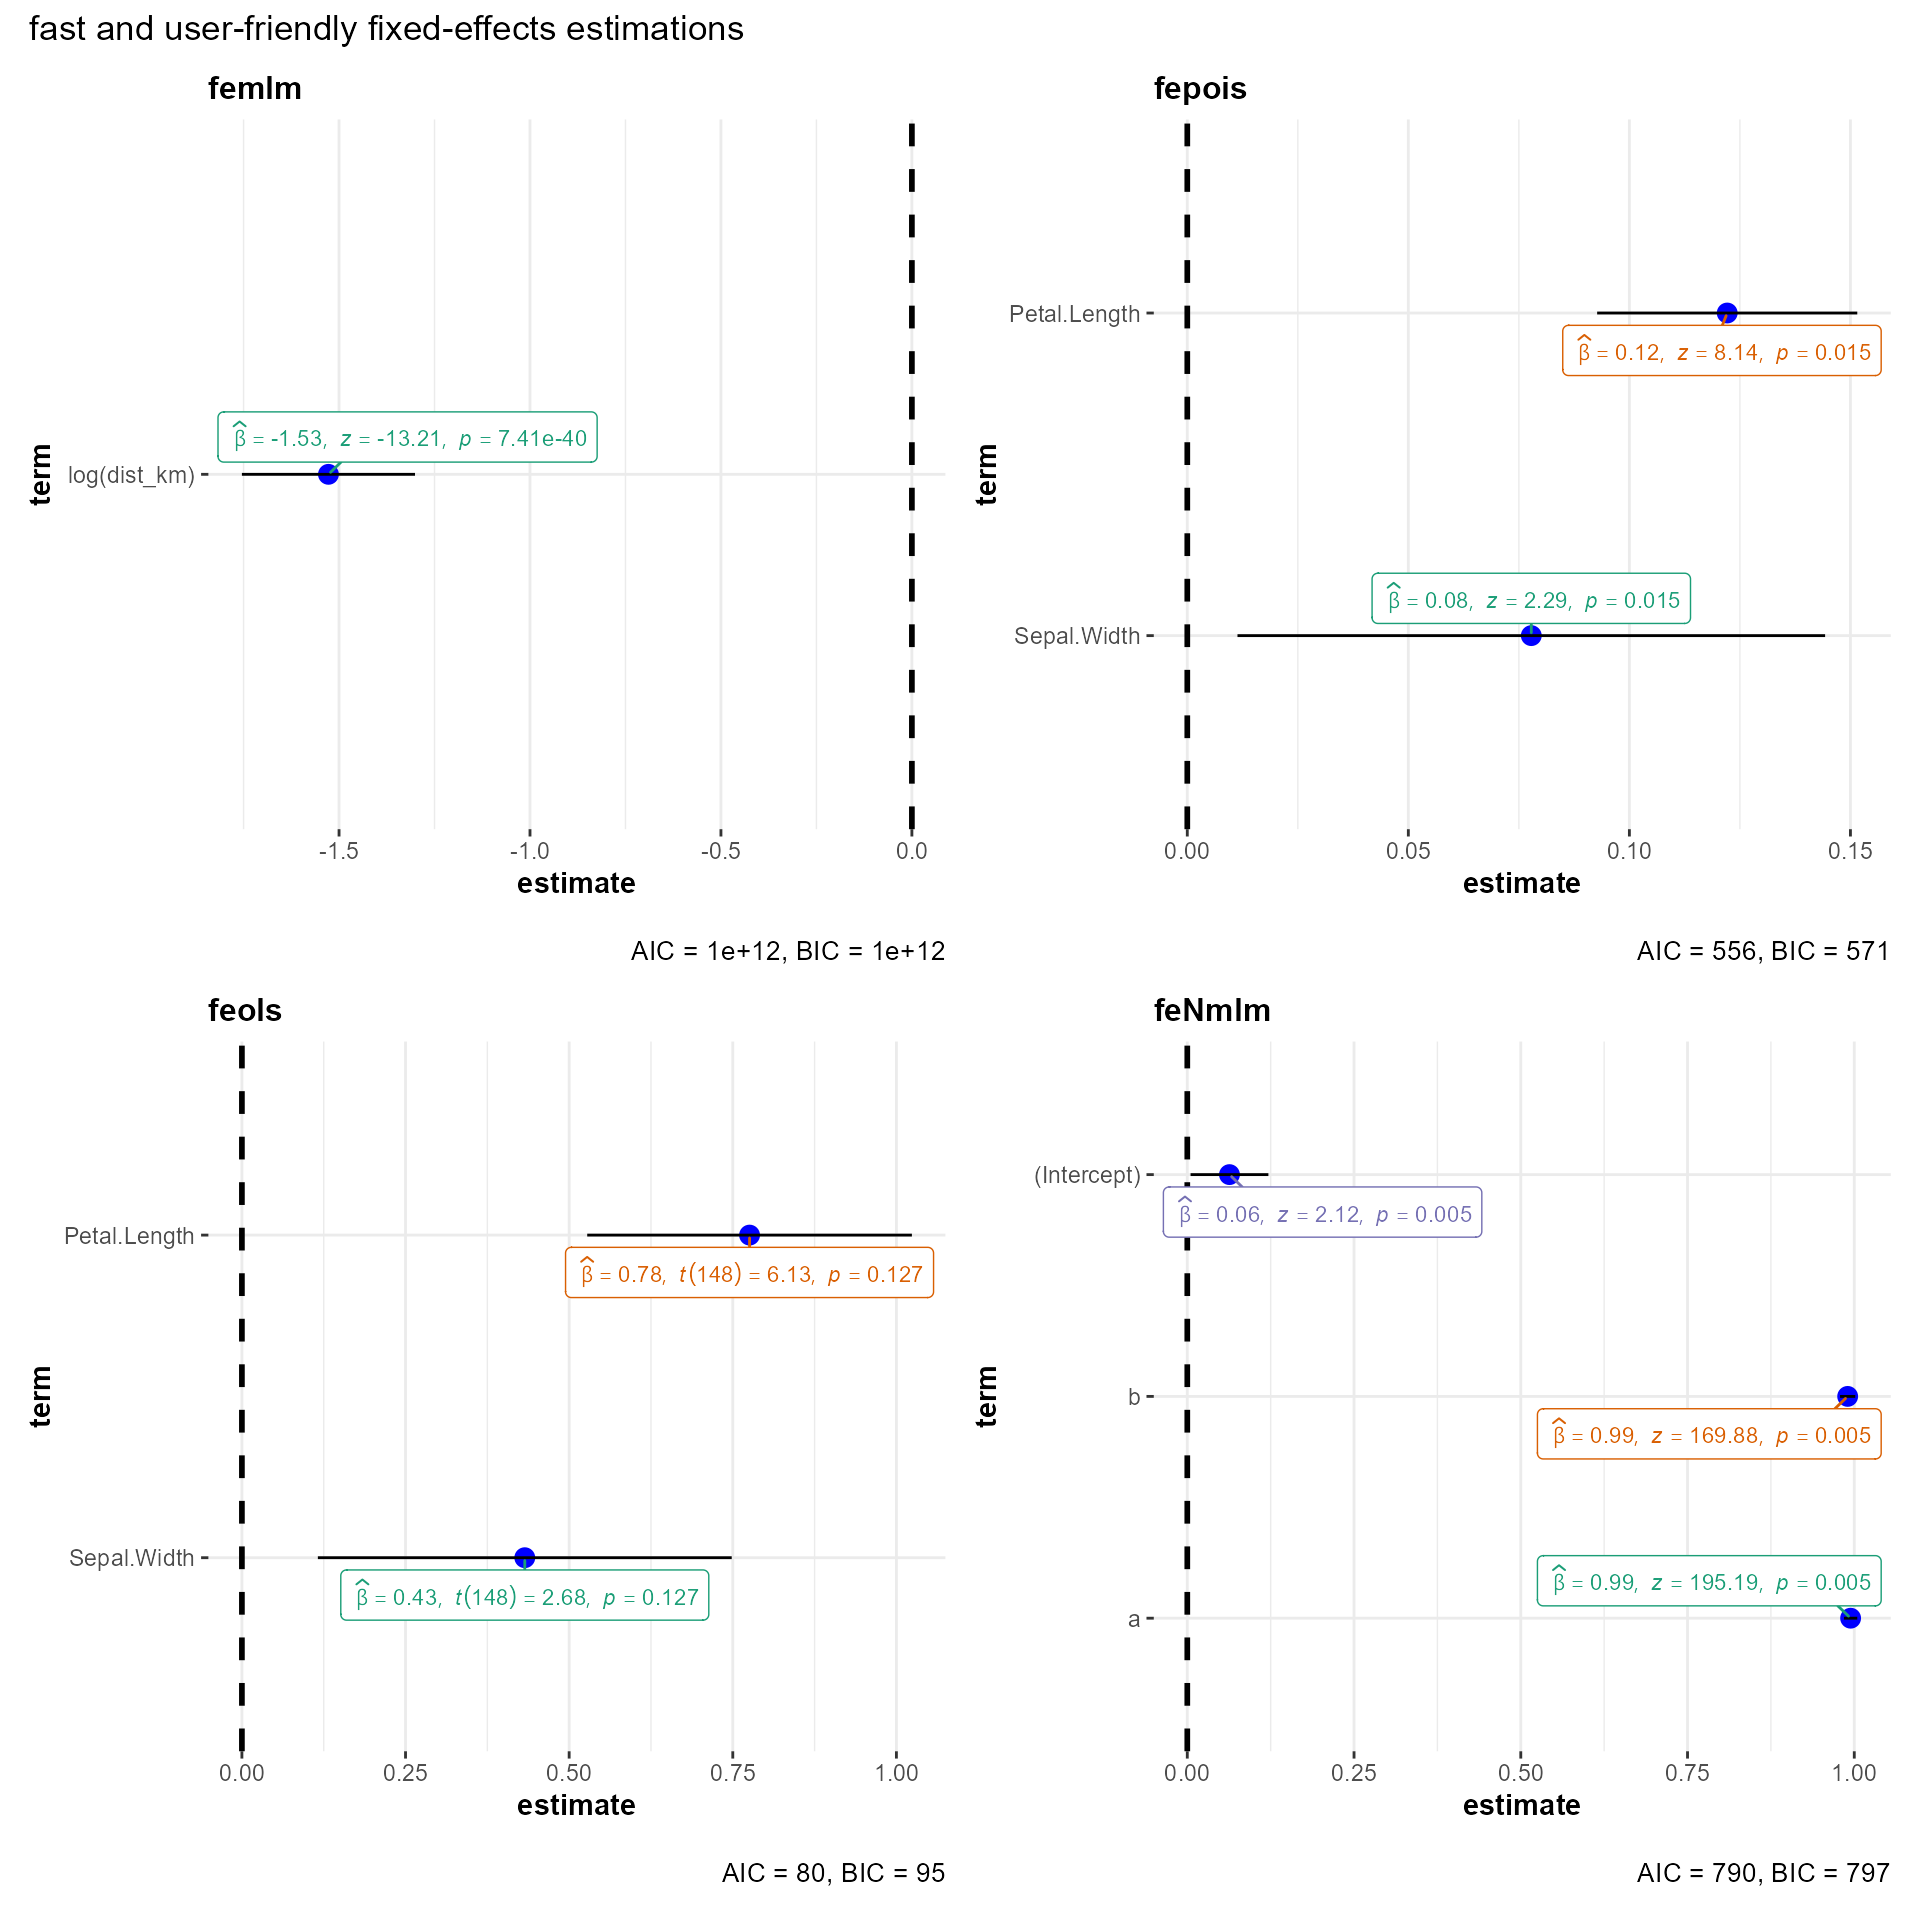 fast and user-friendly fixed-effects estimations
femlm
term
log(dist_km)
β̂ = -1.53, z = -13.21, p = 7.41e-40
-1.5 -1.0 -0.5 0.0
estimate
AIC = 1e+12, BIC = 1e+12
fepois
term
Petal.Length
β̂ = 0.12, z = 8.14, p = 0.015
Sepal.Width
β̂ = 0.08, z = 2.29, p = 0.015
0.00 0.05 0.10 0.15
estimate
AIC = 556, BIC = 571
feols
term
Petal.Length
β̂ = 0.78, t(148) = 6.13, p = 0.127
Sepal.Width
β̂ = 0.43, t(148) = 2.68, p = 0.127
0.00 0.25 0.50 0.75 1.00
estimate
AIC = 80, BIC = 95
feNmlm
term
(Intercept)
β̂ = 0.06, z = 2.12, p = 0.005
b
β̂ = 0.99, z = 169.88, p = 0.005
β̂ = 0.99, z = 195.19, p = 0.005
a
0.00 0.25 0.50 0.75 1.00
estimate
AIC = 790, BIC = 797